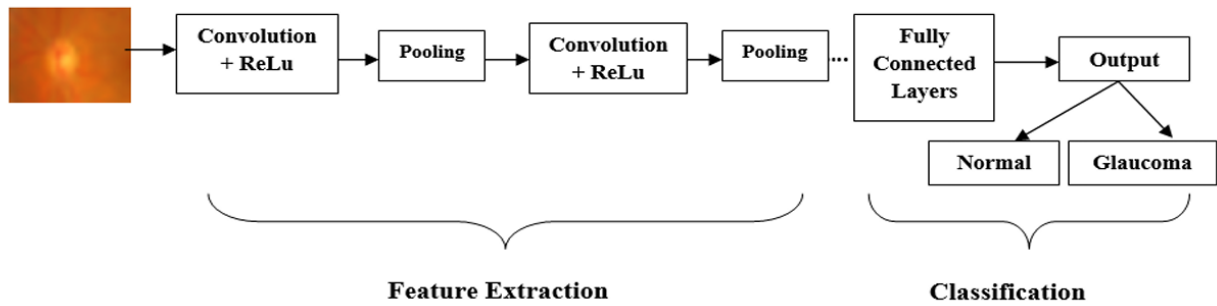 Convolution
+ ReLu
Pooling
Convolution
+ ReLu
Pooling
...
Fully
Connected
Layers
Output
Normal
Glaucoma
Feature Extraction
Classification